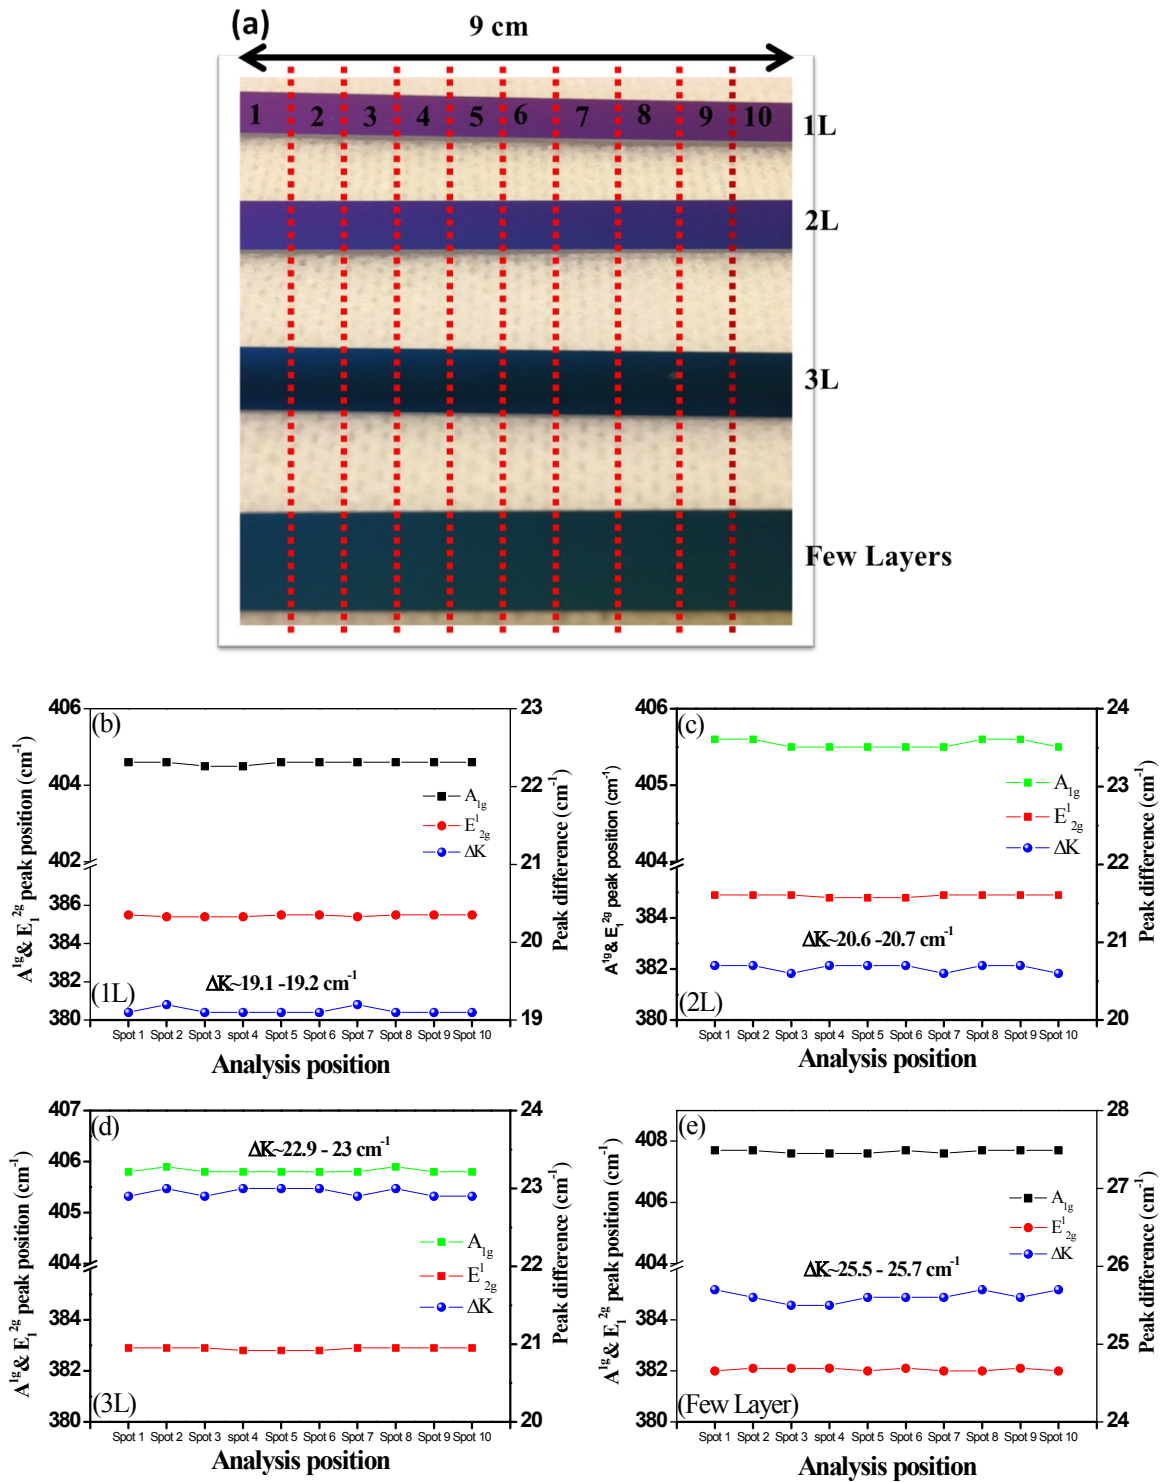 (a)
9 cm
1 2 3 4 5 6 7 8 9 10
1L
2L
3L
Few Layers
(b)
406
404
402
386
384
382
380
A¹ᵍ& E₁²ᵍ peak position (cm⁻¹)
23
22
21
20
19
Peak difference (cm⁻¹)
A₁g
E¹₂g
ΔK
ΔK~19.1 -19.2 cm⁻¹
(1L)
Spot 1 Spot 2 Spot 3 spot 4 Spot 5 Spot 6 Spot 7 Spot 8 Spot 9 Spot 10
Analysis position
(c)
406
405
404
384
382
380
A¹ᵍ& E₁²ᵍ peak position (cm⁻¹)
24
23
22
21
20
Peak difference (cm⁻¹)
A₁g
E¹₂g
ΔK
ΔK~20.6 -20.7 cm⁻¹
(2L)
Spot 1 Spot 2 Spot 3 spot 4 Spot 5 Spot 6 Spot 7 Spot 8 Spot 9 Spot 10
Analysis position
(d)
407
406
405
404
384
382
380
A¹ᵍ& E₁²ᵍ peak position (cm⁻¹)
24
23
22
21
20
Peak difference (cm⁻¹)
ΔK~22.9 - 23 cm⁻¹
A₁g
E¹₂g
ΔK
(3L)
Spot 1 Spot 2 Spot 3 spot 4 Spot 5 Spot 6 Spot 7 Spot 8 Spot 9 Spot 10
Analysis position
(e)
408
406
404
384
382
380
A¹ᵍ& E₁²ᵍ peak position (cm⁻¹)
28
27
26
25
24
Peak difference (cm⁻¹)
A₁g
E¹₂g
ΔK
ΔK~25.5 - 25.7 cm⁻¹
(Few Layer)
Spot 1 Spot 2 Spot 3 spot 4 Spot 5 Spot 6 Spot 7 Spot 8 Spot 9 Spot 10
Analysis position